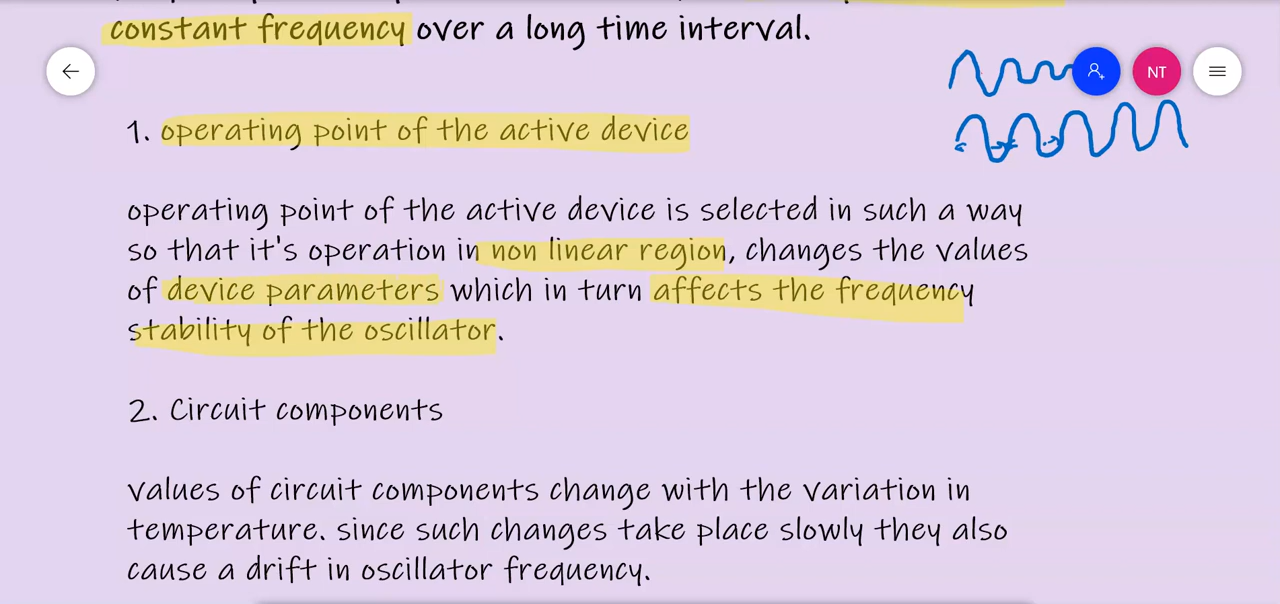 constant frequency over a long time interval.
NT
1. operating point of the active device
operating point of the active device is selected in such a way
so that it's operation in non linear region, changes the values
of device parameters which in turn affects the frequency
stability of the oscillator.
2. Circuit components
values of circuit components change with the variation in
temperature. since such changes take place slowly they also
cause a drift in oscillator frequency.